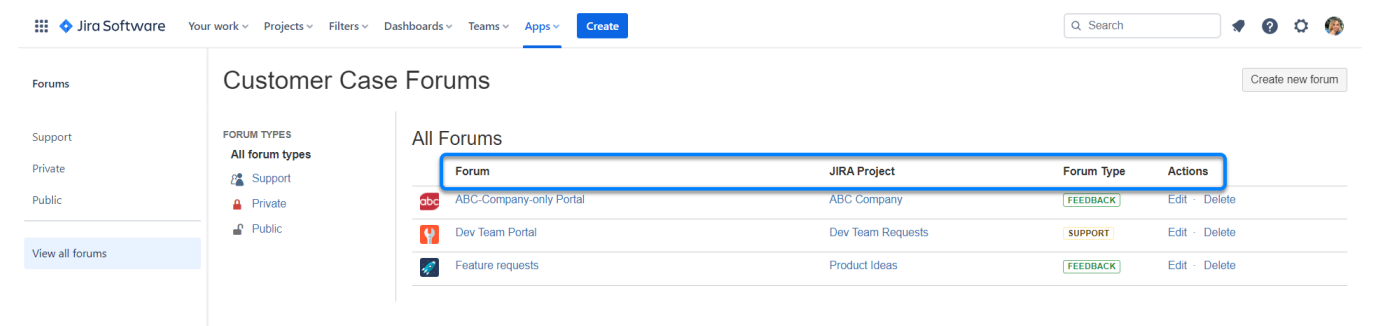 Jira Software Your work Projects Filters Dashboards Teams Apps Create Search
Forums
Support
Private
Public
View all forums
Customer Case Forums
Create new forum
FORUM TYPES
All forum types
Support
Private
Public
All Forums
Forum JIRA Project Forum Type Actions
abc ABC-Company-only Portal ABC Company FEEDBACK Edit · Delete
Dev Team Portal Dev Team Requests SUPPORT Edit · Delete
Feature requests Product Ideas FEEDBACK Edit · Delete